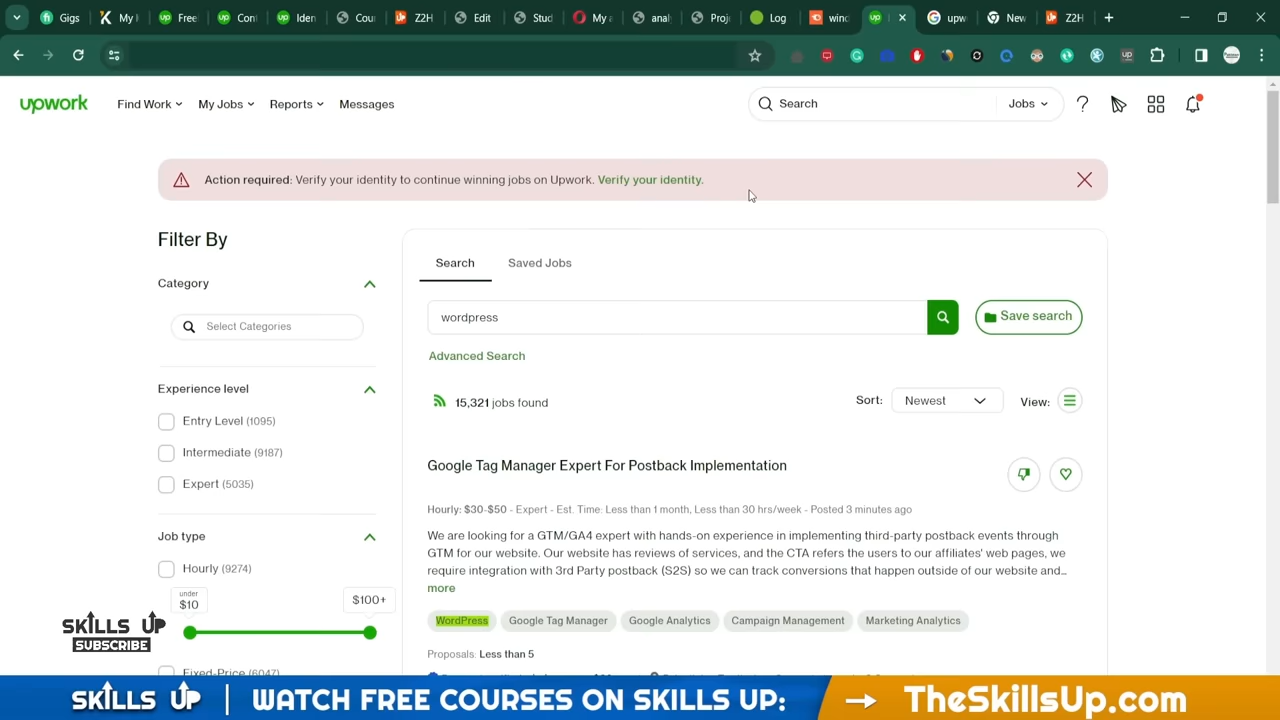 Gigs
My
Free
Con
Iden
Cou
Z2H
Edit
Stud
My a
anal
Proj
Log
wind
upw
New
Z2H
upwork
Find Work
My Jobs
Reports
Messages
Search
Jobs
Action required: Verify your identity to continue winning jobs on Upwork. Verify your identity.
Filter By
Category
Select Categories
Experience level
Entry Level (1095)
Intermediate (9187)
Expert (5035)
Job type
Hourly (9274)
under
$10
$100+
Fixed-Price (6047)
Search
Saved Jobs
wordpress
Save search
Advanced Search
15,321 jobs found
Sort:
Newest
View:
Google Tag Manager Expert For Postback Implementation
Hourly: $30-$50 - Expert - Est. Time: Less than 1 month, Less than 30 hrs/week - Posted 3 minutes ago
We are looking for a GTM/GA4 expert with hands-on experience in implementing third-party postback events through
GTM for our website. Our website has reviews of services, and the CTA refers the users to our affiliates' web pages, we
require integration with 3rd Party postback (S2S) so we can track conversions that happen outside of our website and...
more
WordPress
Google Tag Manager
Google Analytics
Campaign Management
Marketing Analytics
Proposals: Less than 5
SKILLS UP
SUBSCRIBE
SKILLS UP | WATCH FREE COURSES ON SKILLS UP:
TheSkillsUp.com